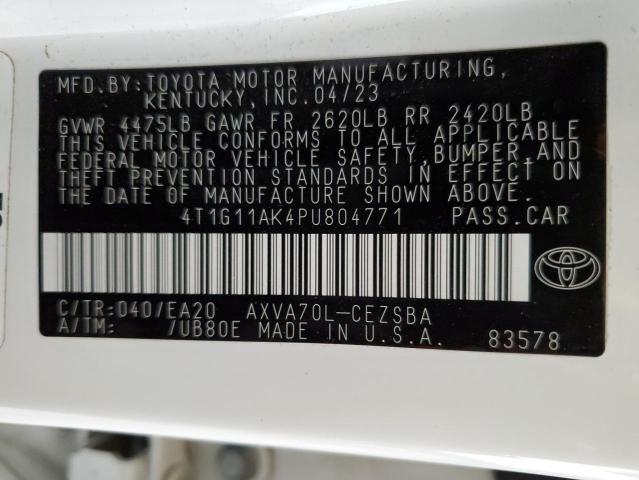 MFD.BY:TOYOTA MOTOR MANUFACTURING,
KENTUCKY,INC.04/23
GVWR 4475LB GAWR FR 2620LB RR 2420LB
THIS VEHICLE CONFORMS TO ALL APPLICABLE
FEDERAL MOTOR VEHICLE SAFETY,BUMPER,AND
THEFT PREVENTION STANDARDS IN EFFECT ON
THE DATE OF MANUFACTURE SHOWN ABOVE.
4T1G11AK4PU804771 PASS.CAR
C/TR:040/EA20 AXVA70L-CEZSBA
A/TM: /UB80E MADE IN U.S.A. 83578